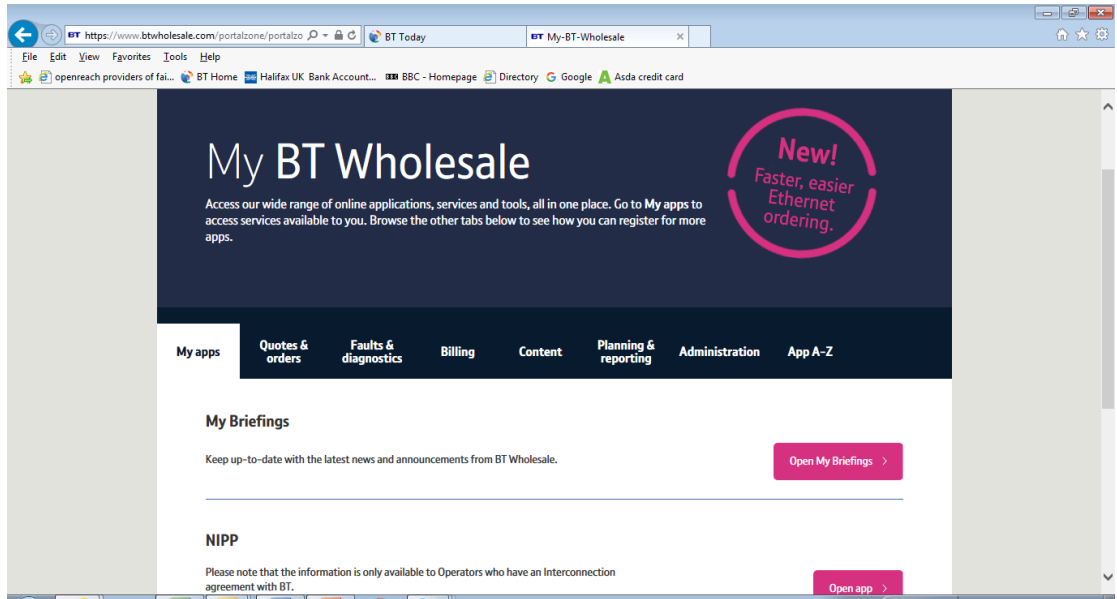 BT https://www.btwholesale.com/portalzone/portalzo
BT Today
BT My-BT-Wholesale
File Edit View Favorites Tools Help
openreach providers of fai... BT Home Halifax UK Bank Account... BBC - Homepage Directory G Google Asda credit card
My BT Wholesale
Access our wide range of online applications, services and tools, all in one place. Go to My apps to
access services available to you. Browse the other tabs below to see how you can register for more
apps.
New!
Faster, easier
Ethernet
ordering.
My apps
Quotes &
orders
Faults &
diagnostics
Billing
Content
Planning &
reporting
Administration
App A-Z
My Briefings
Keep up-to-date with the latest news and announcements from BT Wholesale.
Open My Briefings >
NIPP
Please note that the information is only available to Operators who have an Interconnection
agreement with BT.
Open app >